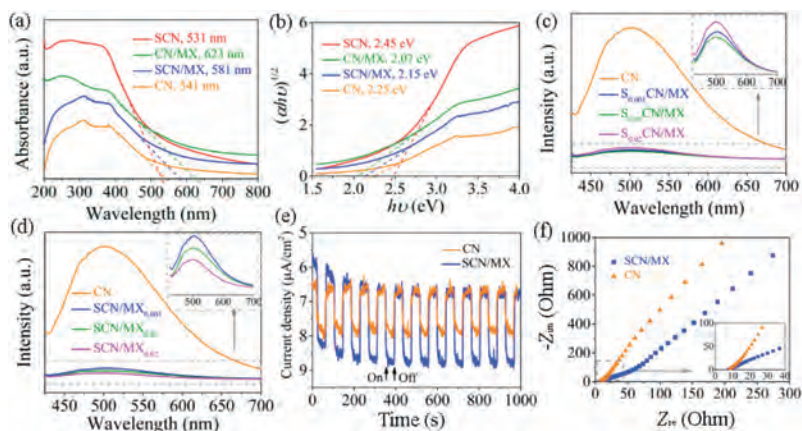 (a)
SCN, 531 nm
CN/MX, 623 nm
SCN/MX, 581 nm
CN, 541 nm
Absorbance (a.u.)
200 300 400 500 600 700 800
Wavelength (nm)
(b)
SCN, 2.45 eV
CN/MX, 2.07 eV
SCN/MX, 2.15 eV
CN, 2.25 eV
(αhυ)^1/2
6
4
2
0
1.5 2.0 2.5 3.0 3.5 4.0
hυ (eV)
(c)
CN
S0.001CN/MX
CN/MX
S0.02CN/MX
500 600 700
Intensity (a.u.)
450 500 550 600 650 700
Wavelength (nm)
(d)
CN
SCN/MX0.001
SCN/MX0.01
SCN/MX0.02
500 600 700
Intensity (a.u.)
450 500 550 600 650 700
Wavelength (nm)
(e)
CN
SCN/MX
Current density (μA/cm²)
5
6
7
8
9
On
Off
0 200 400 600 800 1000
Time (s)
(f)
SCN/MX
CN
-Zim (Ohm)
1000
800
600
400
200
0
100
50
0
0 10 20 30 40
0 50 100 150 200 250 300
Zre (Ohm)